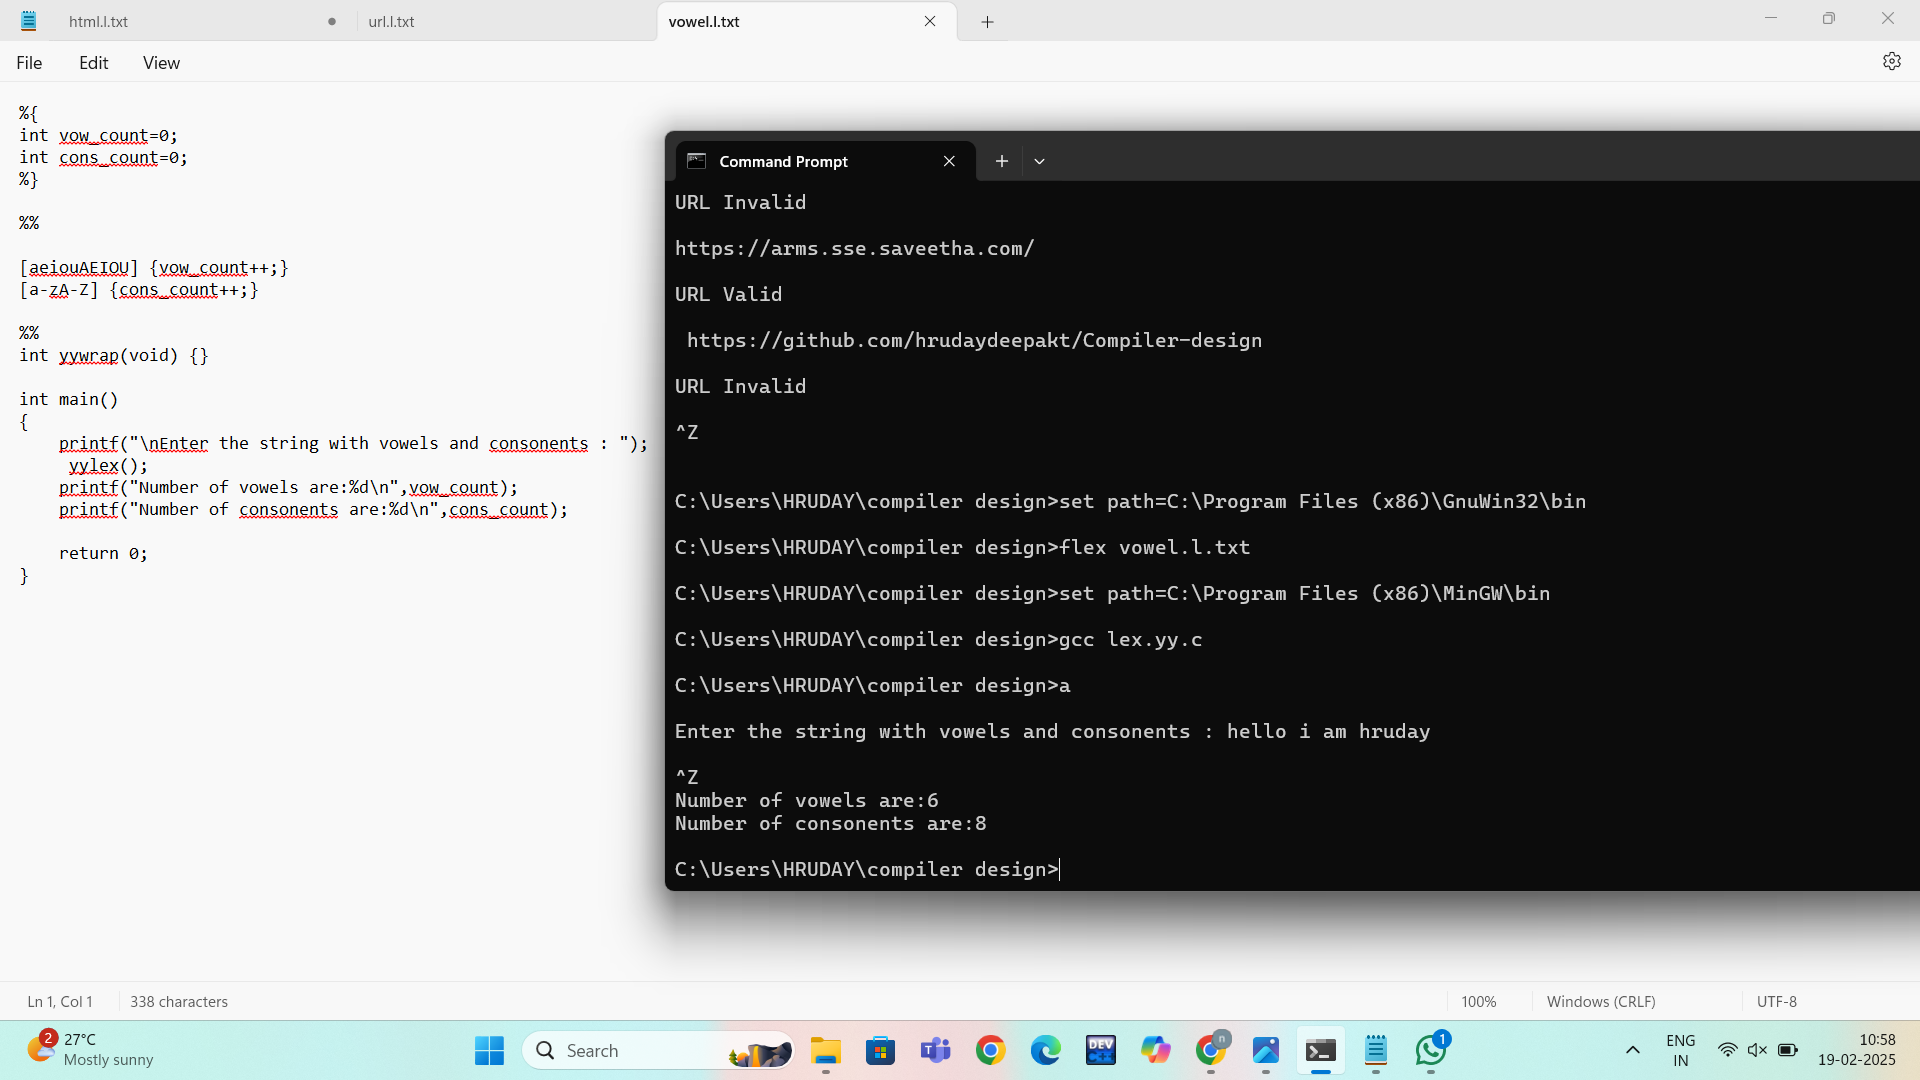 html.l.txt
url.l.txt
vowel.l.txt
File Edit View
%{
int vow_count=0;
int cons_count=0;
%}
%%
[aeiouAEIOU] {vow_count++;}
[a-zA-Z] {cons_count++;}
%%
int yywrap(void) {}
int main()
{
    printf("\nEnter the string with vowels and consonents : ");
     yylex();
    printf("Number of vowels are:%d\n",vow_count);
    printf("Number of consonents are:%d\n",cons_count);
    return 0;
}
Command Prompt
URL Invalid
https://arms.sse.saveetha.com/
URL Valid
 https://github.com/hrudaydeepakt/Compiler-design
URL Invalid
^Z
C:\Users\HRUDAY\compiler design>set path=C:\Program Files (x86)\GnuWin32\bin
C:\Users\HRUDAY\compiler design>flex vowel.l.txt
C:\Users\HRUDAY\compiler design>set path=C:\Program Files (x86)\MinGW\bin
C:\Users\HRUDAY\compiler design>gcc lex.yy.c
C:\Users\HRUDAY\compiler design>a
Enter the string with vowels and consonents : hello i am hruday
^Z
Number of vowels are:6
Number of consonents are:8
C:\Users\HRUDAY\compiler design>
Ln 1, Col 1
338 characters
100%
Windows (CRLF)
UTF-8
2
27°C
Mostly sunny
Search
T
DEV
C++
n
1
ENG
IN
10:58
19-02-2025